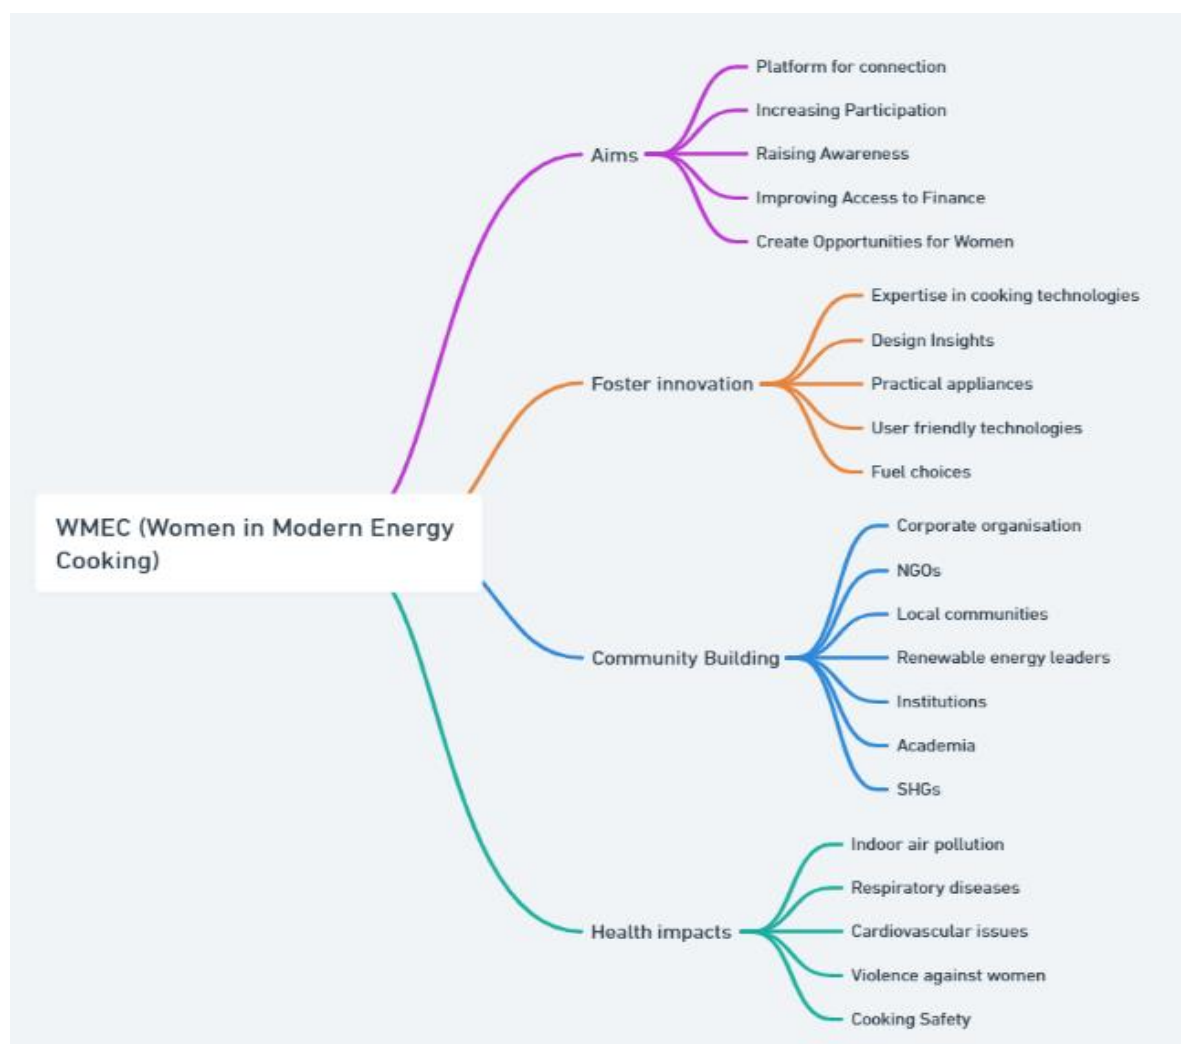 WMEC (Women in Modern Energy
Cooking)
Aims
Platform for connection
Increasing Participation
Raising Awareness
Improving Access to Finance
Create Opportunities for Women
Foster innovation
Expertise in cooking technologies
Design Insights
Practical appliances
User friendly technologies
Fuel choices
Community Building
Corporate organisation
NGOs
Local communities
Renewable energy leaders
Institutions
Academia
SHGs
Health impacts
Indoor air pollution
Respiratory diseases
Cardiovascular issues
Violence against women
Cooking Safety